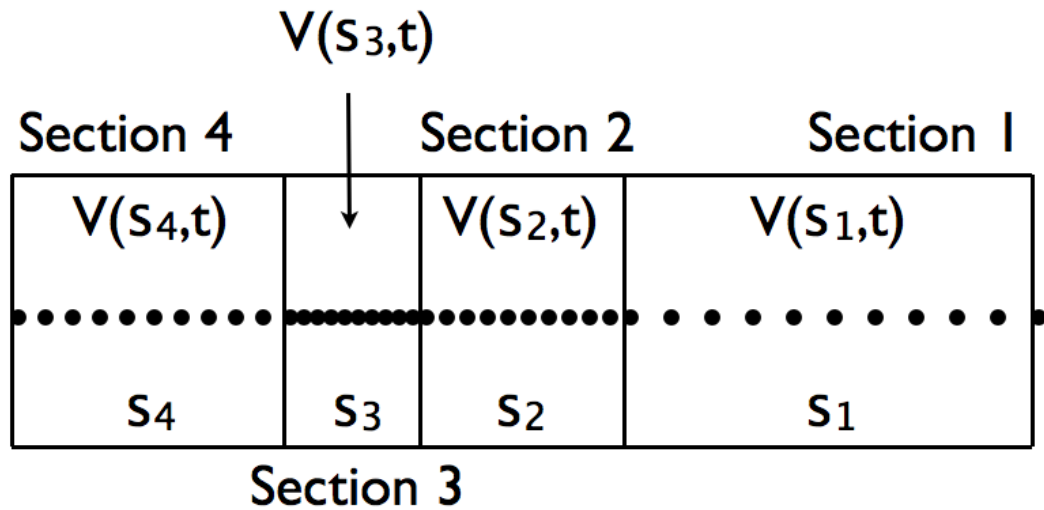 V(s3,t)
Section 4 Section 2 Section 1
V(s4,t) V(s2,t) V(s1,t)
s4 s3 s2 s1
Section 3